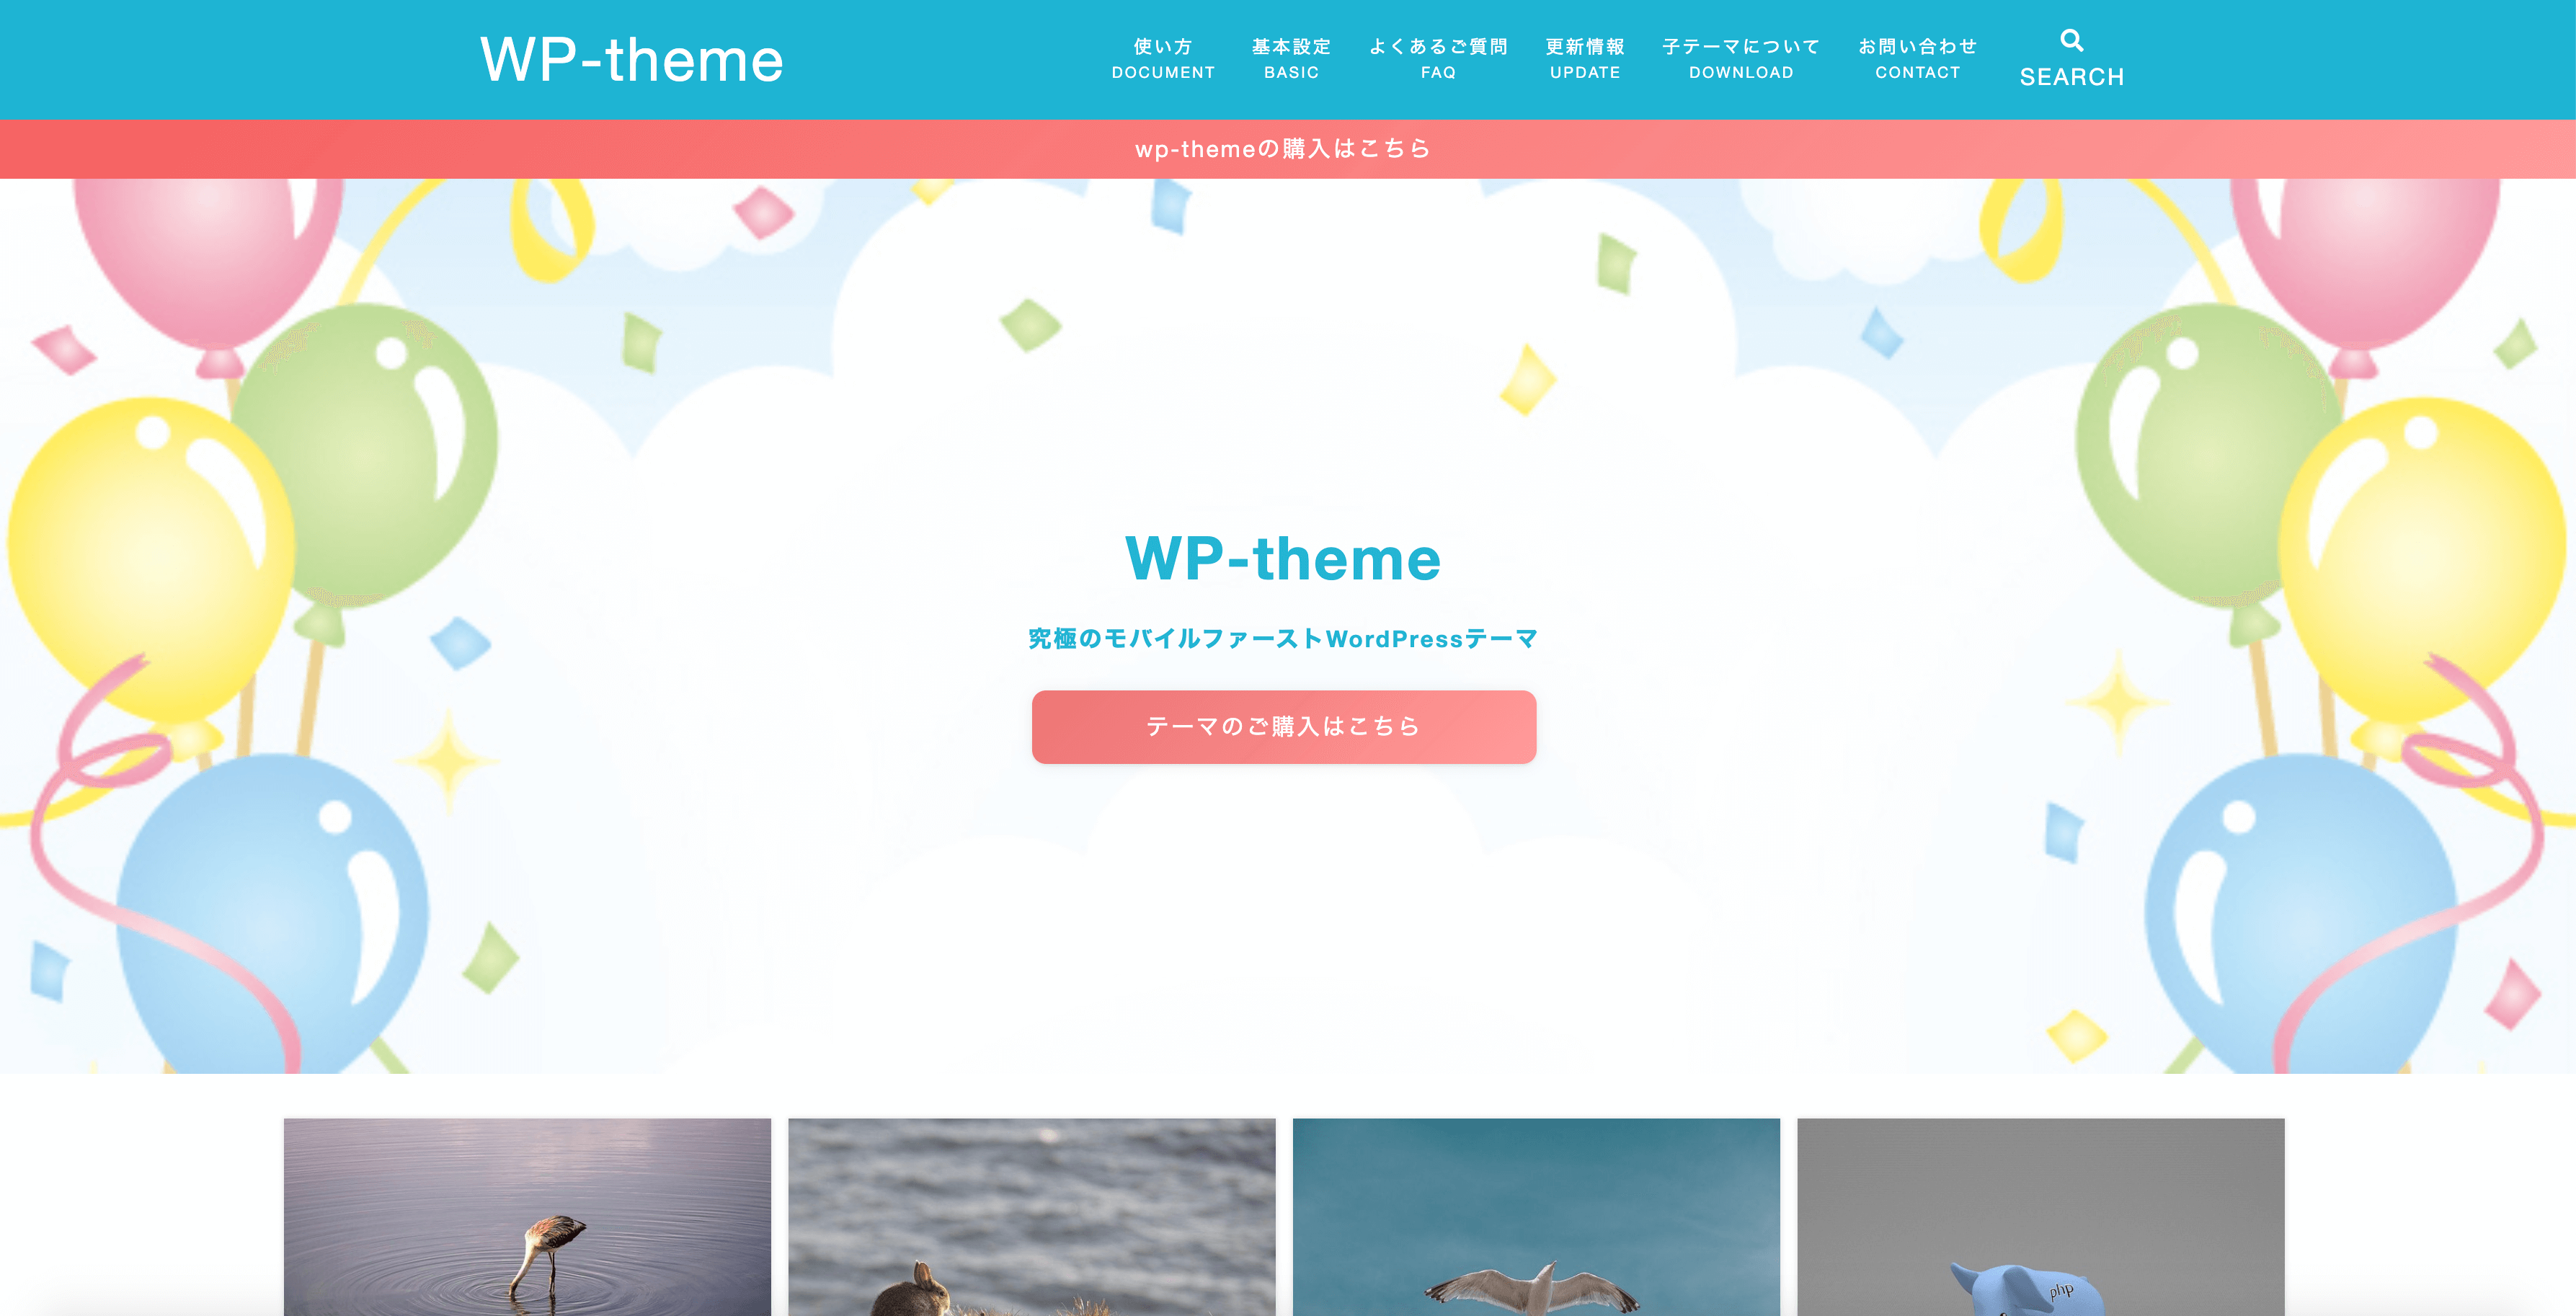 WP-theme
使い方
DOCUMENT
基本設定
BASIC
よくあるご質問
FAQ
更新情報
UPDATE
子テーマについて
DOWNLOAD
お問い合わせ
CONTACT
SEARCH
wp-themeの購入はこちら
WP-theme
究極のモバイルファーストWordPressテーマ
テーマのご購入はこちら
php